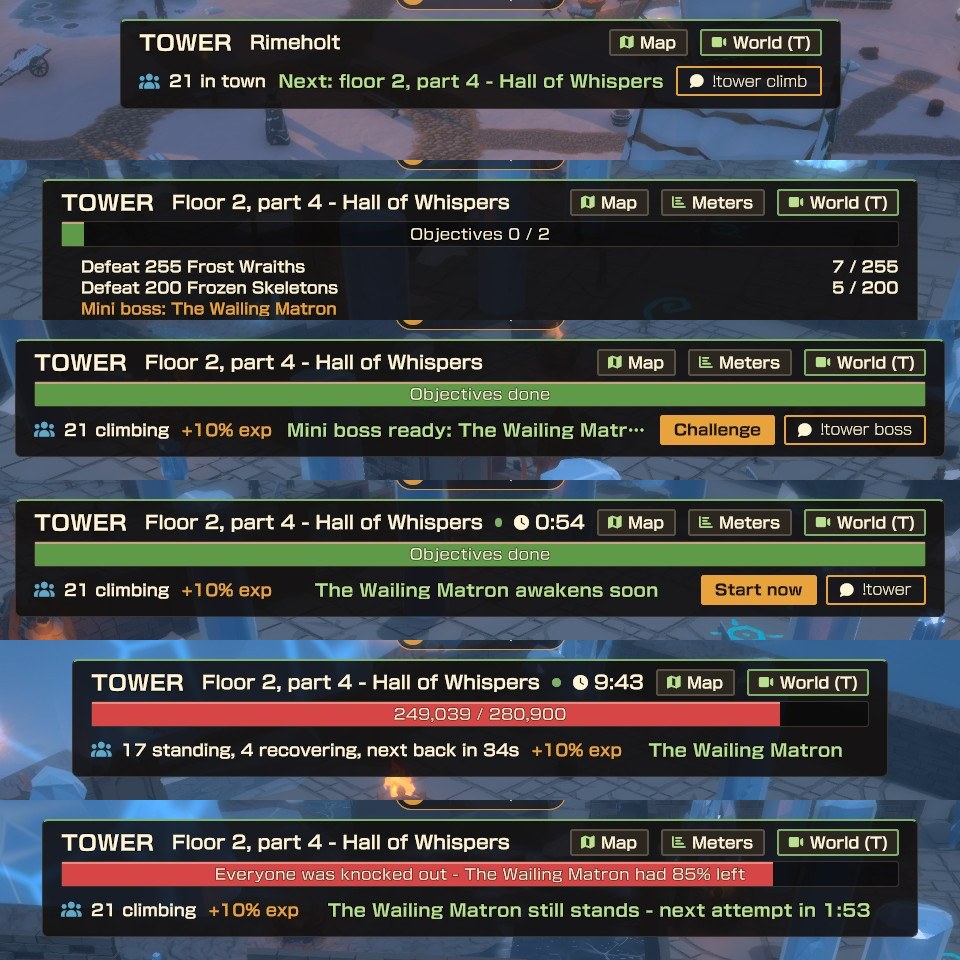 TOWER Rimeholt Map World (T)
21 in town Next: floor 2, part 4 - Hall of Whispers !tower climb
TOWER Floor 2, part 4 - Hall of Whispers Map Meters World (T)
Objectives 0 / 2
Defeat 255 Frost Wraiths 7 / 255
Defeat 200 Frozen Skeletons 5 / 200
Mini boss: The Wailing Matron
TOWER Floor 2, part 4 - Hall of Whispers Map Meters World (T)
Objectives done
21 climbing +10% exp Mini boss ready: The Wailing Matr... Challenge !tower boss
TOWER Floor 2, part 4 - Hall of Whispers • 0:54 Map Meters World (T)
Objectives done
21 climbing +10% exp The Wailing Matron awakens soon Start now !tower
TOWER Floor 2, part 4 - Hall of Whispers • 9:43 Map World (T)
249,039 / 280,900
17 standing, 4 recovering, next back in 34s +10% exp The Wailing Matron
TOWER Floor 2, part 4 - Hall of Whispers Map Meters World (T)
Everyone was knocked out - The Wailing Matron had 85% left
21 climbing +10% exp The Wailing Matron still stands - next attempt in 1:53